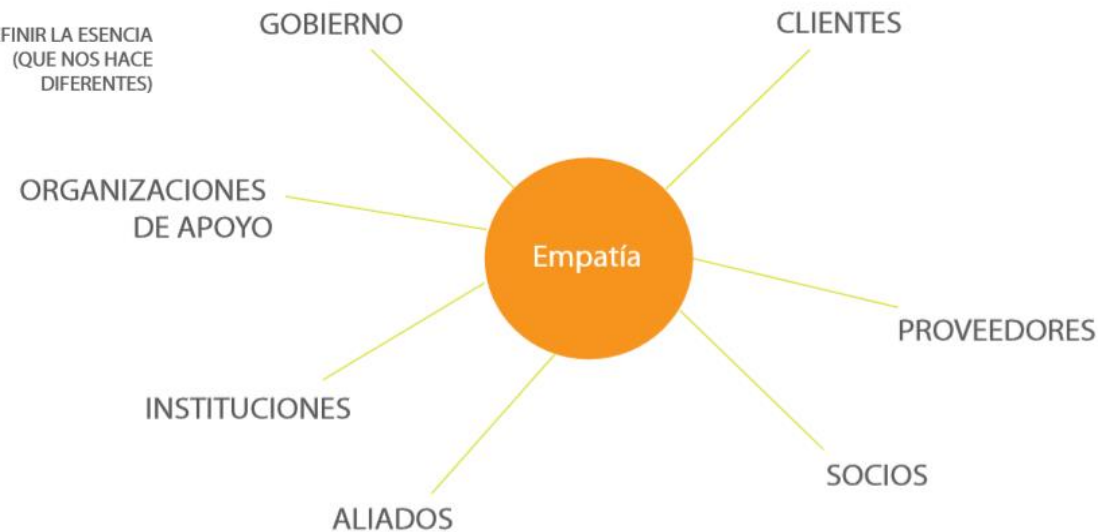 FINIR LA ESENCIA
(QUE NOS HACE
DIFERENTES)
GOBIERNO
CLIENTES
ORGANIZACIONES
DE APOYO
Empatía
PROVEEDORES
INSTITUCIONES
SOCIOS
ALIADOS